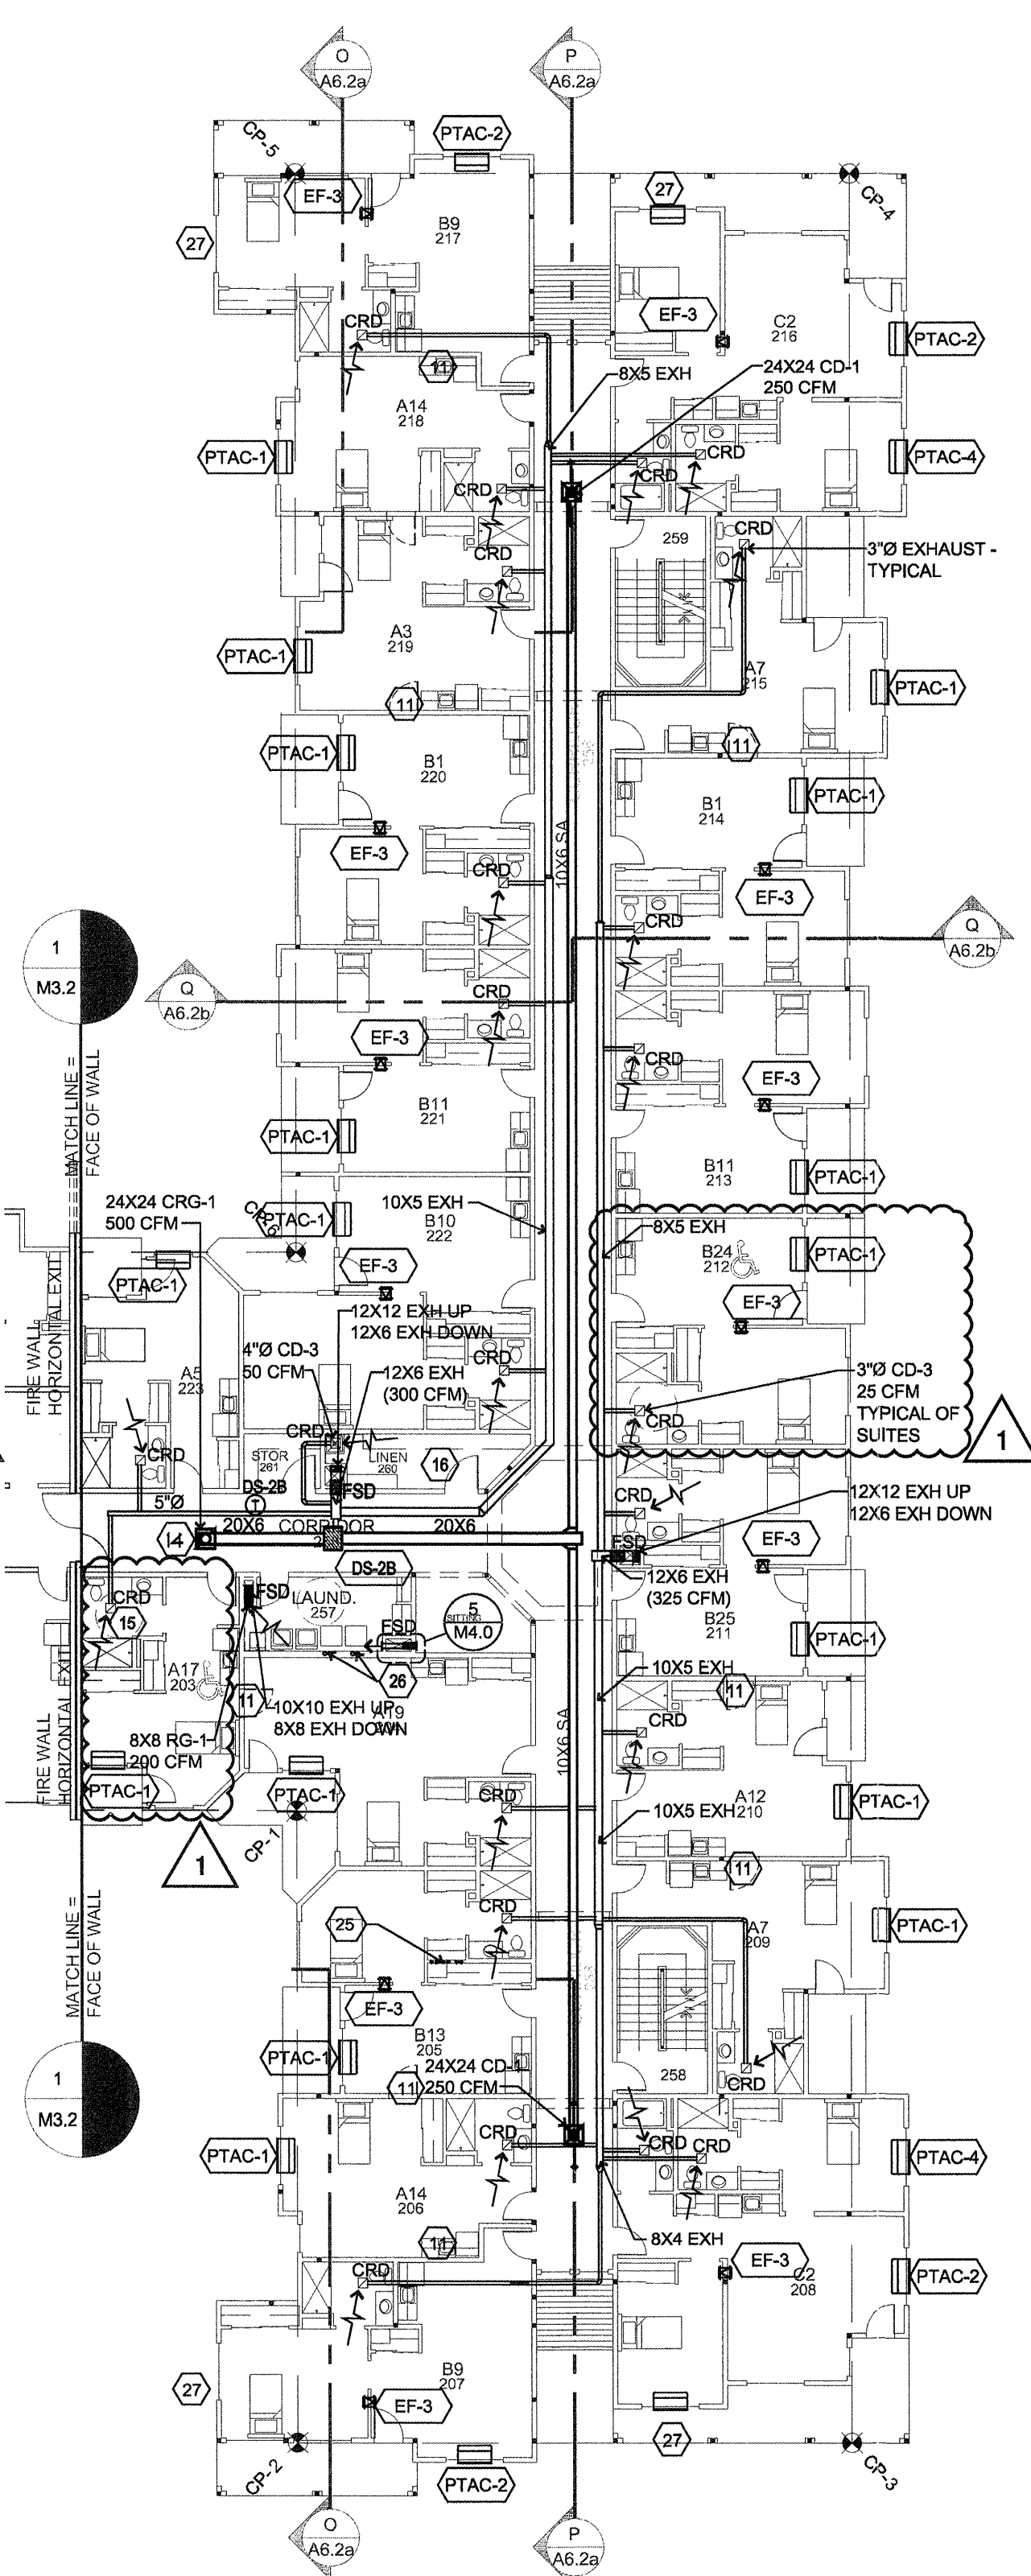 O
A6.2a
P
A6.2a
CP-5
PTAC-2
EF-3
27
27
B9
217
CP-4
EF-3
C2
216
PTAC-2
CRD
11
8X5 EXH
24X24 CD-1
250 CFM
A14
218
PTAC-1
CRD
CRD
CRD
PTAC-4
CRD
259
3"Ø EXHAUST -
TYPICAL
CRD
A3
219
PTAC-1
A7
215
PTAC-1
11
11
PTAC-1
B1
220
PTAC-1
B1
214
EF-3
10X6 SA
CRD
EF-3
CRD
1
M3.2
Q
A6.2b
Q
A6.2b
CRD
EF-3
CRD
EF-3
MATCH LINE =
FACE OF WALL
B11
221
PTAC-1
B11
213
PTAC-1
24X24 CRG-1
500 CFM
CP-6
PTAC-1
B10
222
10X5 EXH
8X5 EXH
B24
212
PTAC-1
PTAC-1
EF-3
EF-3
FIRE WALL
HORIZONTAL EXIT
12X12 EXH UP
12X6 EXH DOWN
4"Ø CD-3
50 CFM
12X6 EXH
(300 CFM)
CRD
A5
223
3"Ø CD-3
25 CFM
TYPICAL OF
SUITES
CRD
1
CRD
CRD
STOR
261
LINEN
260
16
DS-2B
T
FSD
5"Ø
CRD
12X12 EXH UP
12X6 EXH DOWN
14
20X6
CORRIDOR
20X6
EF-3
FSD
DS-2B
12X6 EXH
(325 CFM)
CRD
15
FSD
LAUND.
257
FSD
5
SITTING
M4.0
B25
211
PTAC-1
A17
203
26
11
10X10 EXH UP
8X8 EXH DOWN
A19
10X5 EXH
11
8X8 RG-1
200 CFM
FIRE WALL
HORIZONTAL EXIT
PTAC-1
PTAC-1
CRD
10X6 SA
CRD
A12
210
PTAC-1
CP-1
1
10X5 EXH
11
MATCH LINE =
FACE OF WALL
25
CRD
A7
209
PTAC-1
EF-3
B13
205
PTAC-1
24X24 CD-1
250 CFM
11
258
CRD
1
M3.2
PTAC-1
CRD
CRD
CRD
PTAC-4
A14
206
11
8X4 EXH
EF-3
C2
208
PTAC-2
CRD
27
B9
207
EF-3
27
CP-2
PTAC-2
CP-3
O
A6.2a
P
A6.2a